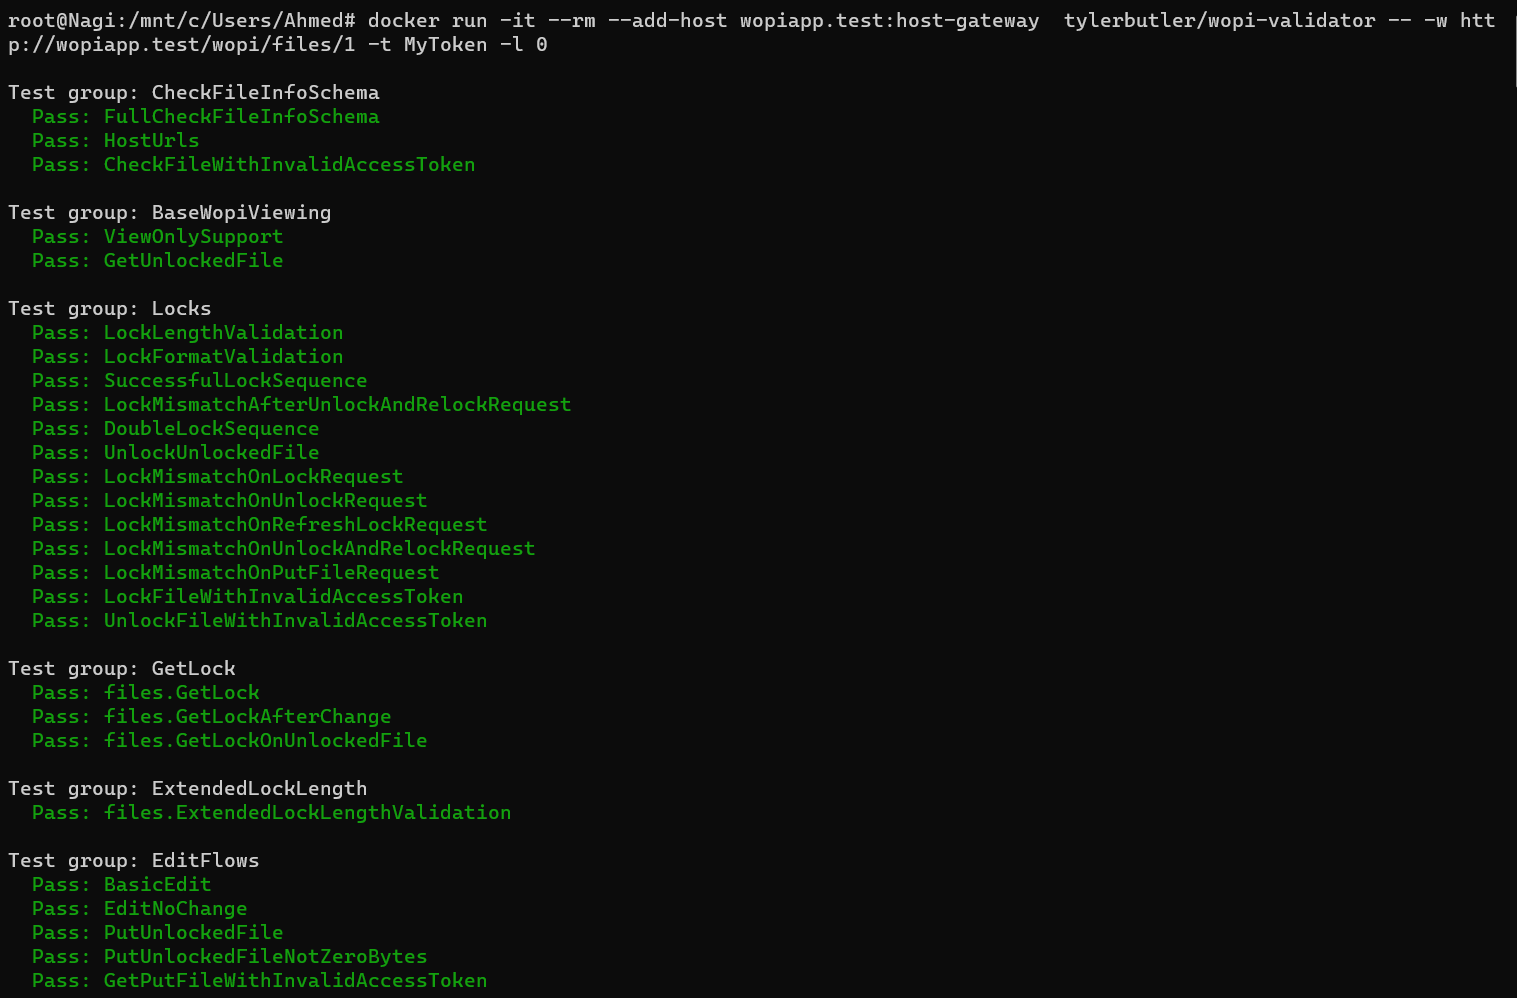 root@Nagi:/mnt/c/Users/Ahmed# docker run -it --rm --add-host wopiapp.test:host-gateway  tylerbutler/wopi-validator -- -w htt
p://wopiapp.test/wopi/files/1 -t MyToken -l 0
Test group: CheckFileInfoSchema
Pass: FullCheckFileInfoSchema
Pass: HostUrls
Pass: CheckFileWithInvalidAccessToken
Test group: BaseWopiViewing
Pass: ViewOnlySupport
Pass: GetUnlockedFile
Test group: Locks
Pass: LockLengthValidation
Pass: LockFormatValidation
Pass: SuccessfulLockSequence
Pass: LockMismatchAfterUnlockAndRelockRequest
Pass: DoubleLockSequence
Pass: UnlockUnlockedFile
Pass: LockMismatchOnLockRequest
Pass: LockMismatchOnUnlockRequest
Pass: LockMismatchOnRefreshLockRequest
Pass: LockMismatchOnUnlockAndRelockRequest
Pass: LockMismatchOnPutFileRequest
Pass: LockFileWithInvalidAccessToken
Pass: UnlockFileWithInvalidAccessToken
Test group: GetLock
Pass: files.GetLock
Pass: files.GetLockAfterChange
Pass: files.GetLockOnUnlockedFile
Test group: ExtendedLockLength
Pass: files.ExtendedLockLengthValidation
Test group: EditFlows
Pass: BasicEdit
Pass: EditNoChange
Pass: PutUnlockedFile
Pass: PutUnlockedFileNotZeroBytes
Pass: GetPutFileWithInvalidAccessToken